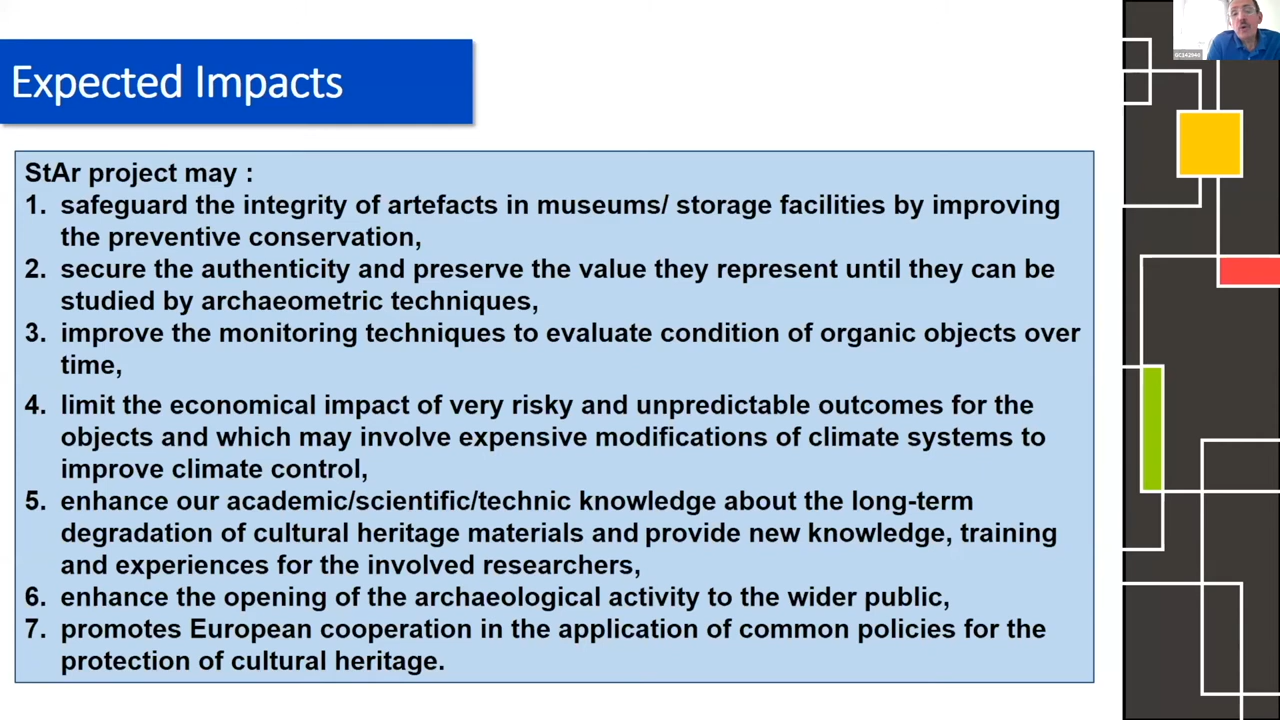 Expected Impacts
StAr project may :
1. safeguard the integrity of artefacts in museums/ storage facilities by improving
the preventive conservation,
2. secure the authenticity and preserve the value they represent until they can be
studied by archaeometric techniques,
3. improve the monitoring techniques to evaluate condition of organic objects over
time,
4. limit the economical impact of very risky and unpredictable outcomes for the
objects and which may involve expensive modifications of climate systems to
improve climate control,
5. enhance our academic/scientific/technic knowledge about the long-term
degradation of cultural heritage materials and provide new knowledge, training
and experiences for the involved researchers,
6. enhance the opening of the archaeological activity to the wider public,
7. promotes European cooperation in the application of common policies for the
protection of cultural heritage.